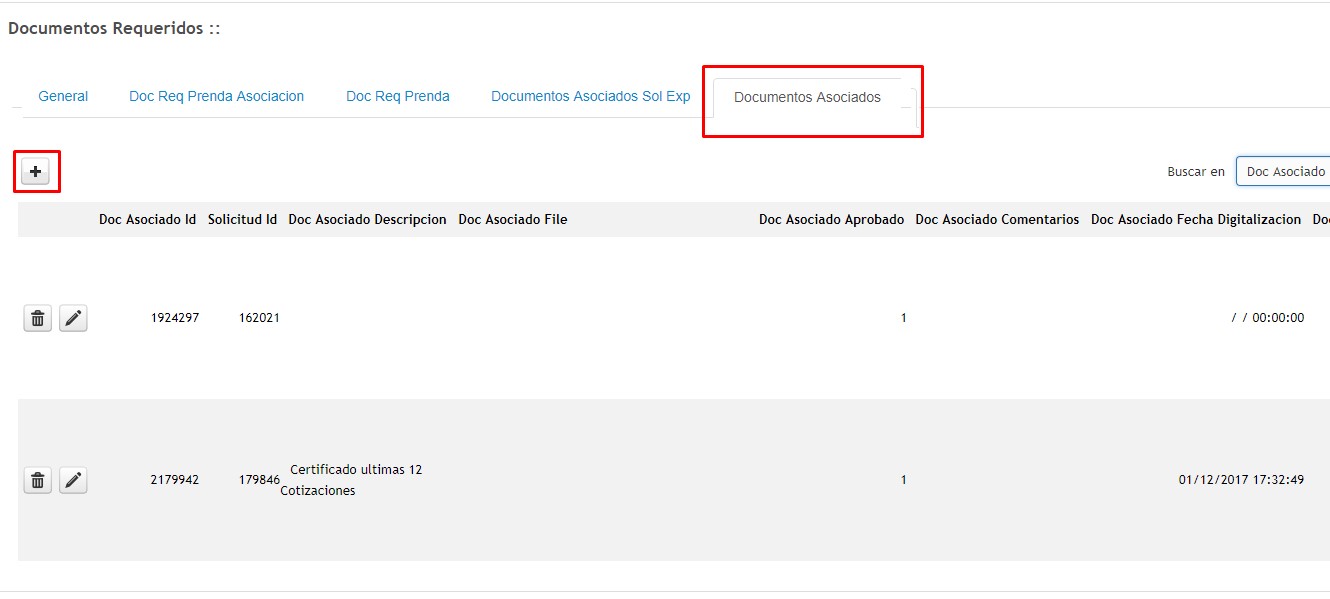 Documentos Requeridos ::
General Doc Req Prenda Asociacion Doc Req Prenda Documentos Asociados Sol Exp Documentos Asociados
+ Buscar en Doc Asociado
Doc Asociado Id Solicitud Id Doc Asociado Descripcion Doc Asociado File Doc Asociado Aprobado Doc Asociado Comentarios Doc Asociado Fecha Digitalizacion
1924297 162021 1 / / 00:00:00
2179942 179846 Certificado ultimas 12 1 01/12/2017 17:32:49
Cotizaciones